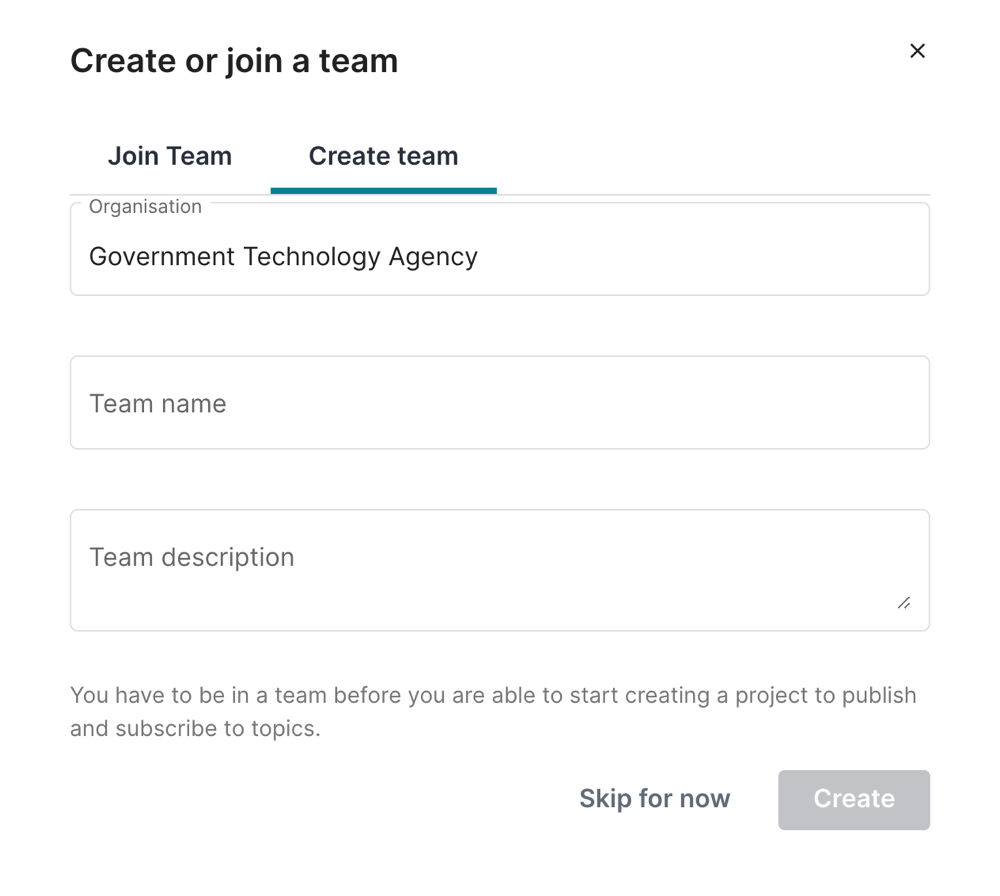 Create or join a team
Join Team
Create team
Organisation
Government Technology Agency
Team name
Team description
You have to be in a team before you are able to start creating a project to publish
and subscribe to topics.
Skip for now
Create